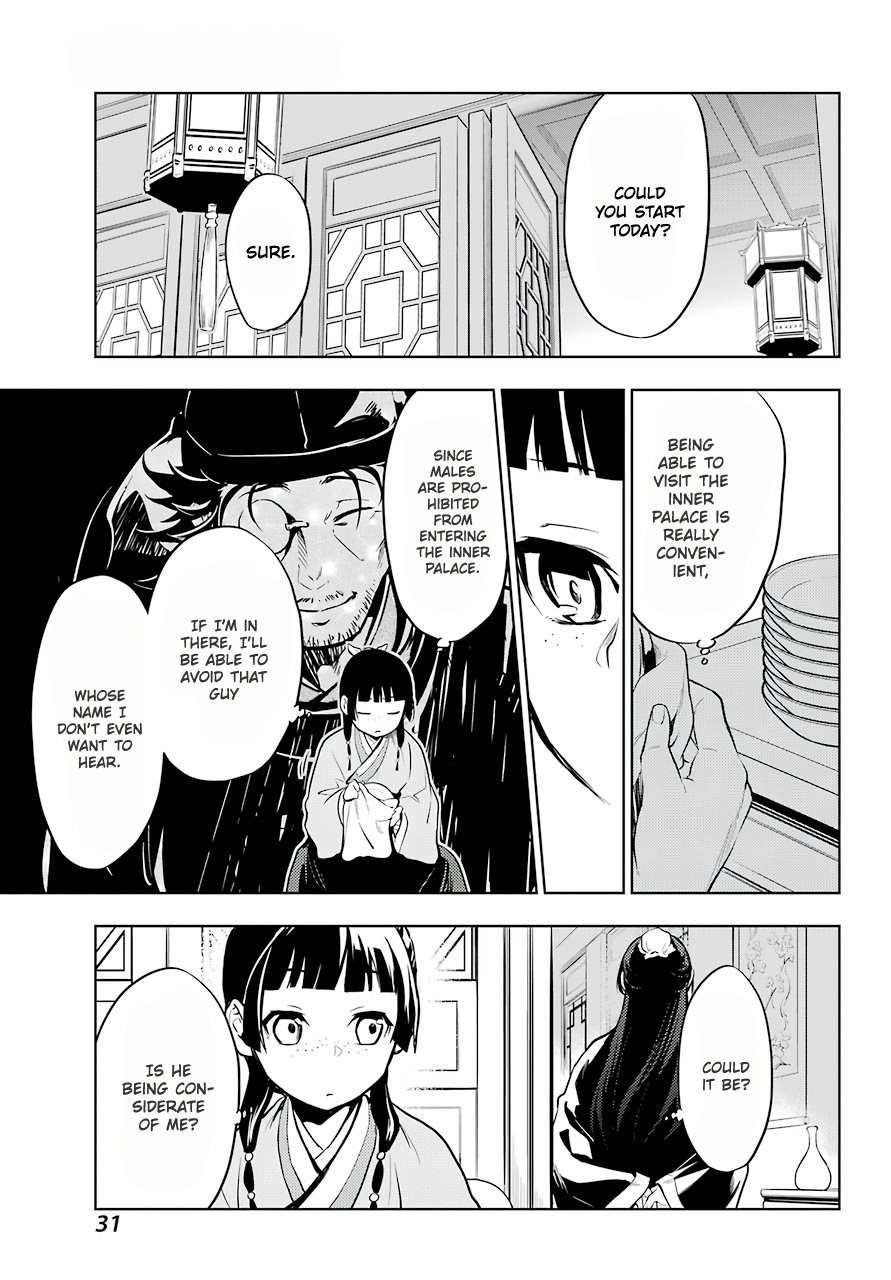 COULD
YOU START
TODAY?
SURE.
BEING
ABLE TO
VISIT THE
INNER
PALACE IS
REALLY
CONVEN-
IENT,
SINCE
MALES
ARE PRO-
HIBITED
FROM
ENTERING
THE INNER
PALACE.
IF I'M IN
THERE, I'LL
BE ABLE TO
AVOID THAT
GUY
WHOSE
NAME I
DON'T EVEN
WANT TO
HEAR.
COULD
IT BE?
IS HE
BEING CON-
SIDERATE
OF ME?
31